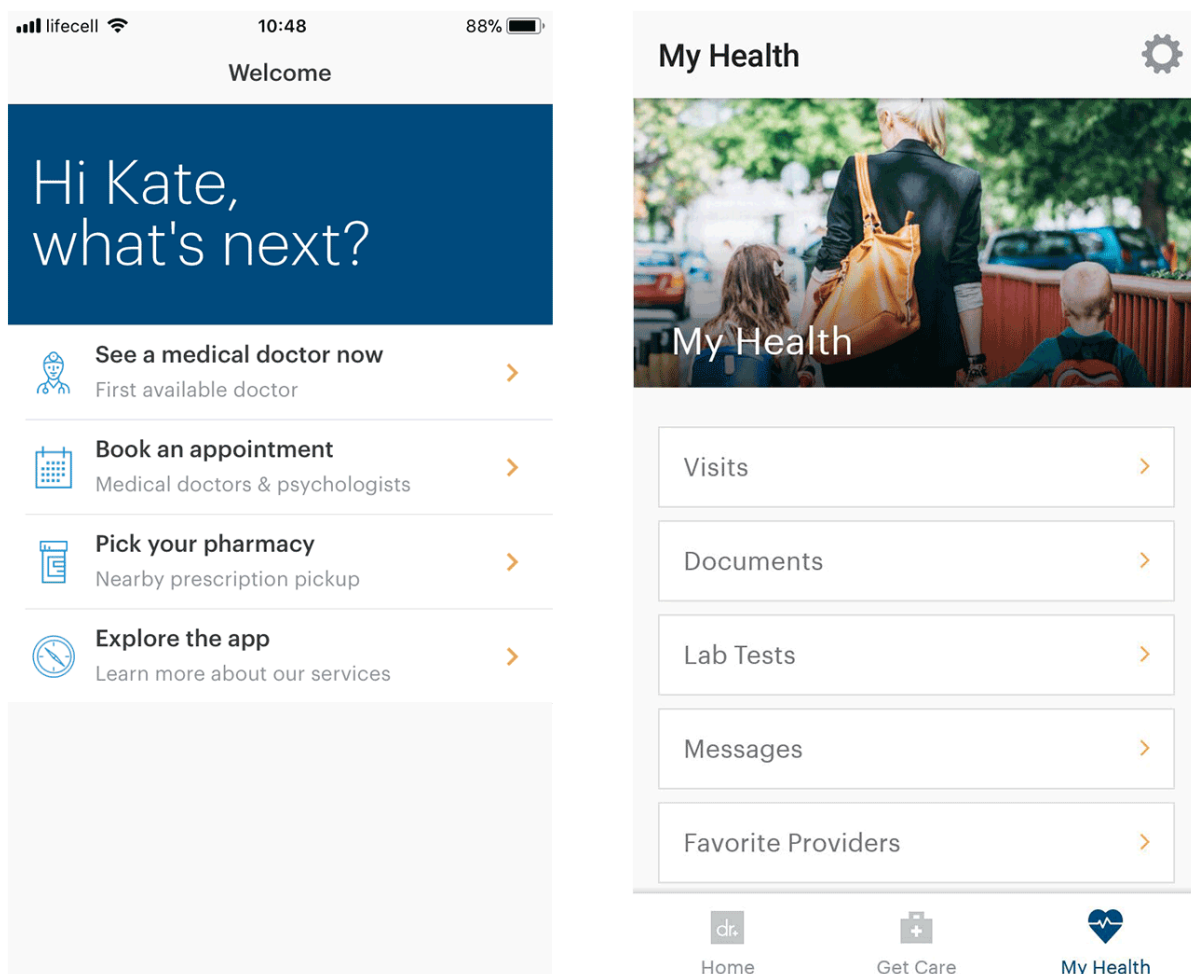 lifecell 10:48 88%
Welcome
Hi Kate,
what's next?
See a medical doctor now
First available doctor
Book an appointment
Medical doctors & psychologists
Pick your pharmacy
Nearby prescription pickup
Explore the app
Learn more about our services
My Health
My Health
Visits
Documents
Lab Tests
Messages
Favorite Providers
dr+
Home Get Care My Health